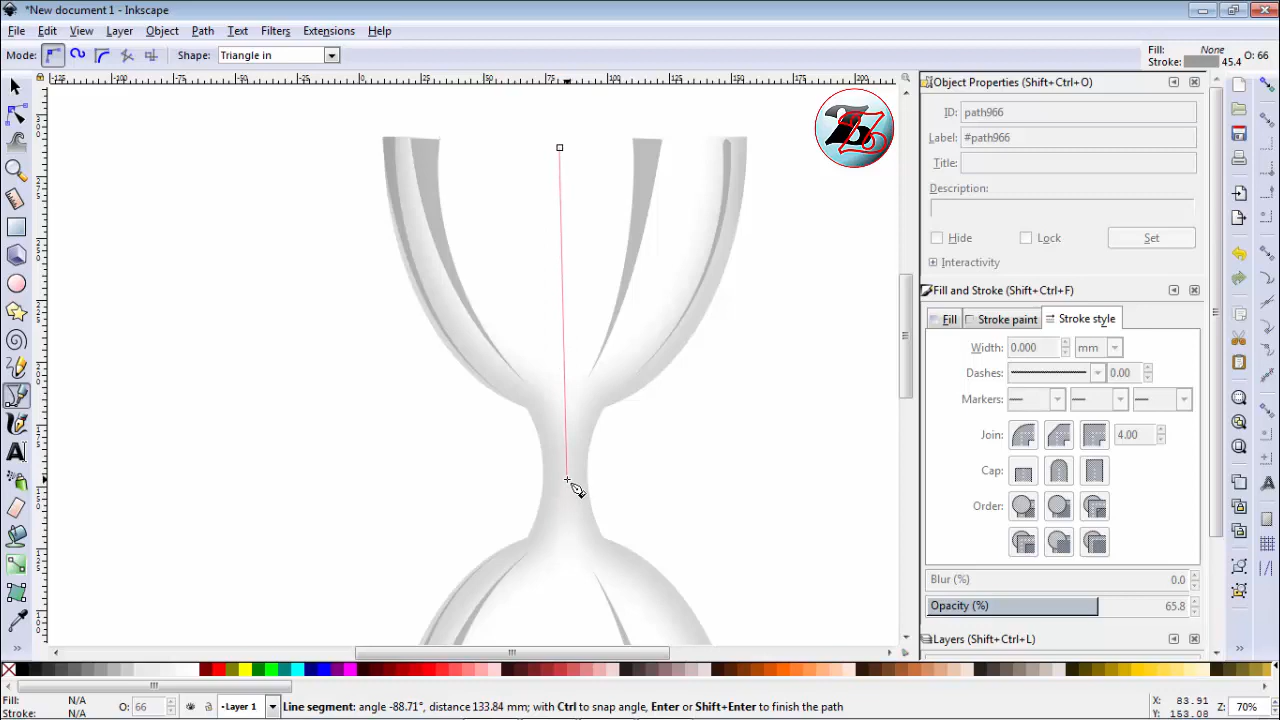 *New document1 - Inkscape
File Edit View Layer Object Path Text Filters Extensions Help
Mode: Shape: Triangle in
Fill: None O: 66
Stroke: 45.4
Object Properties (Shift+Ctrl+O)
ID: path966
Label: #path966
Title:
Description:
Hide Lock Set
Interactivity
Fill and Stroke (Shift+Ctrl+F)
Fill Stroke paint Stroke style
Width: 0.000 mm
Dashes: 0.00
Markers:
Join: 4.00
Cap:
Order:
Blur (%) 0.0
Opacity (%) 65.8
Layers (Shift+Ctrl+L)
Fill: N/A
Stroke: N/A
O: 66
Layer 1
Line segment: angle -88.71°, distance 133.84 mm; with Ctrl to snap angle, Enter or Shift+Enter to finish the path
X: 83.91
Y: 153.08
Z: 70%